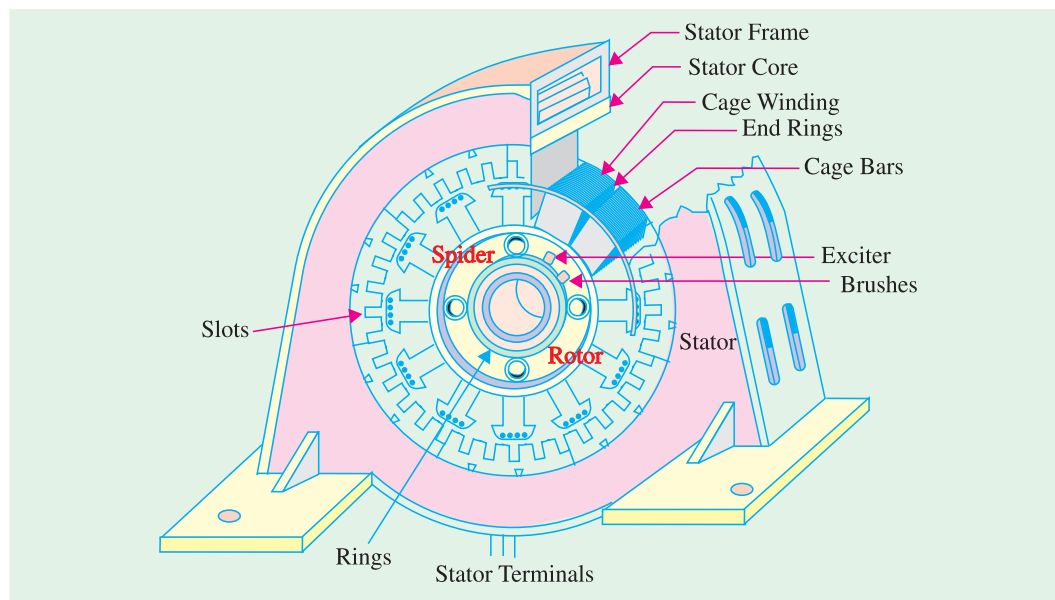 Stator Frame
Stator Core
Cage Winding
End Rings
Cage Bars
Spider
Exciter
Brushes
Slots
Stator
Rotor
Rings
Stator Terminals